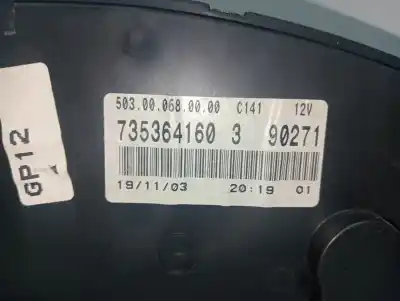 503.00.068.00.00 C141 12V
735364160 3 90271
19/11/03 20:19 01
GP12